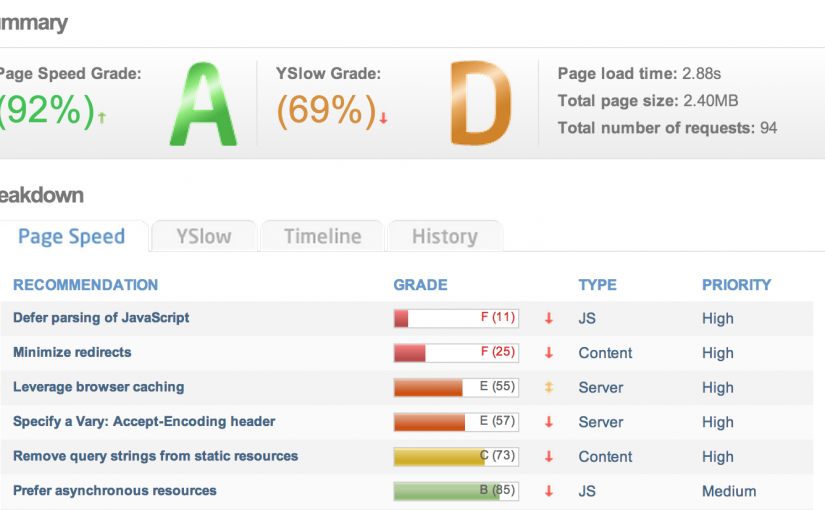 ummary
Page Speed Grade: A YSlow Grade: D Page load time: 2.88s
(92%) (69%) Total page size: 2.40MB
Total number of requests: 94
eakdown
Page Speed YSlow Timeline History
RECOMMENDATION GRADE TYPE PRIORITY
Defer parsing of JavaScript F (11) JS High
Minimize redirects F (25) Content High
Leverage browser caching E (55) Server High
Specify a Vary: Accept-Encoding header E (57) Server High
Remove query strings from static resources C (73) Content High
Prefer asynchronous resources B (85) JS Medium